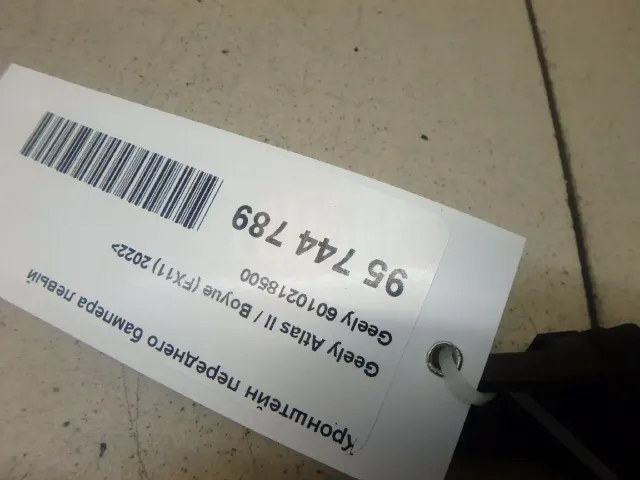 Кронштейн переднего бампера левый
Geely Atlas II / Boyue (FX11) 2022>
Geely 6010218500
95 744 789